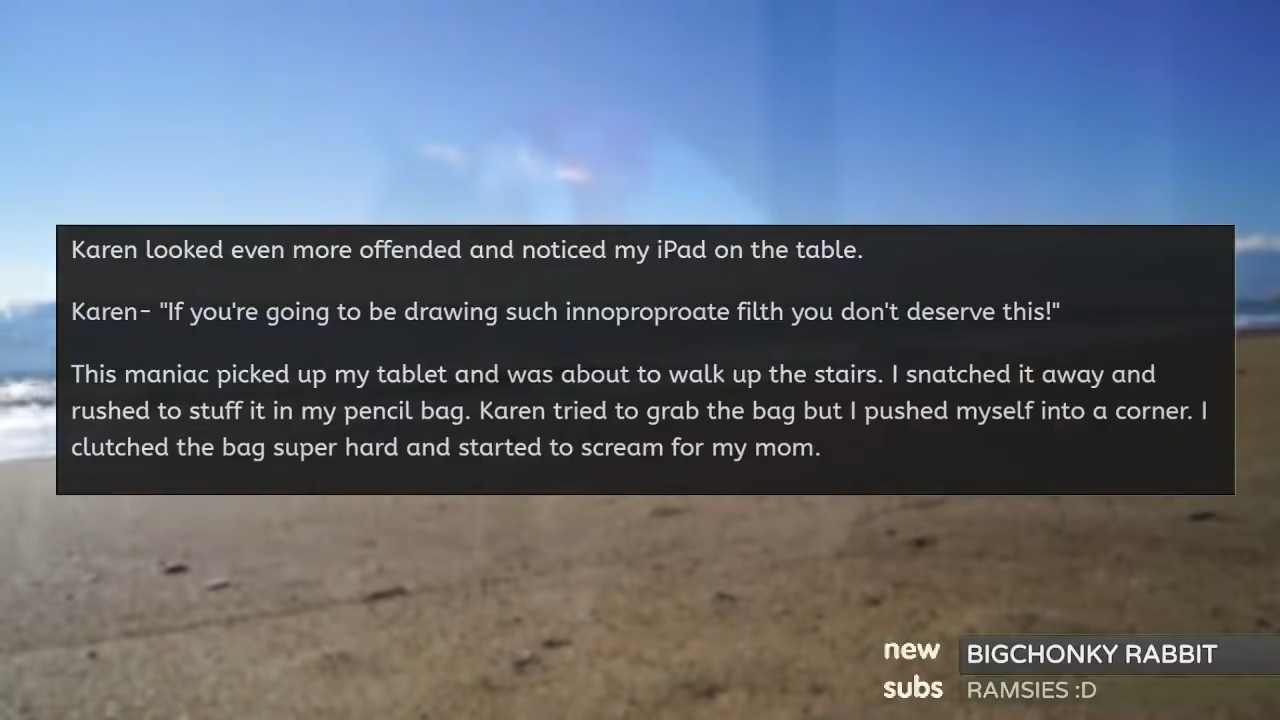 Karen looked even more offended and noticed my iPad on the table.
Karen- "If you're going to be drawing such innoproproate filth you don't deserve this!"
This maniac picked up my tablet and was about to walk up the stairs. I snatched it away and
rushed to stuff it in my pencil bag. Karen tried to grab the bag but I pushed myself into a corner. I
clutched the bag super hard and started to scream for my mom.
new BIGCHONKY RABBIT
subs RAMSIES :D